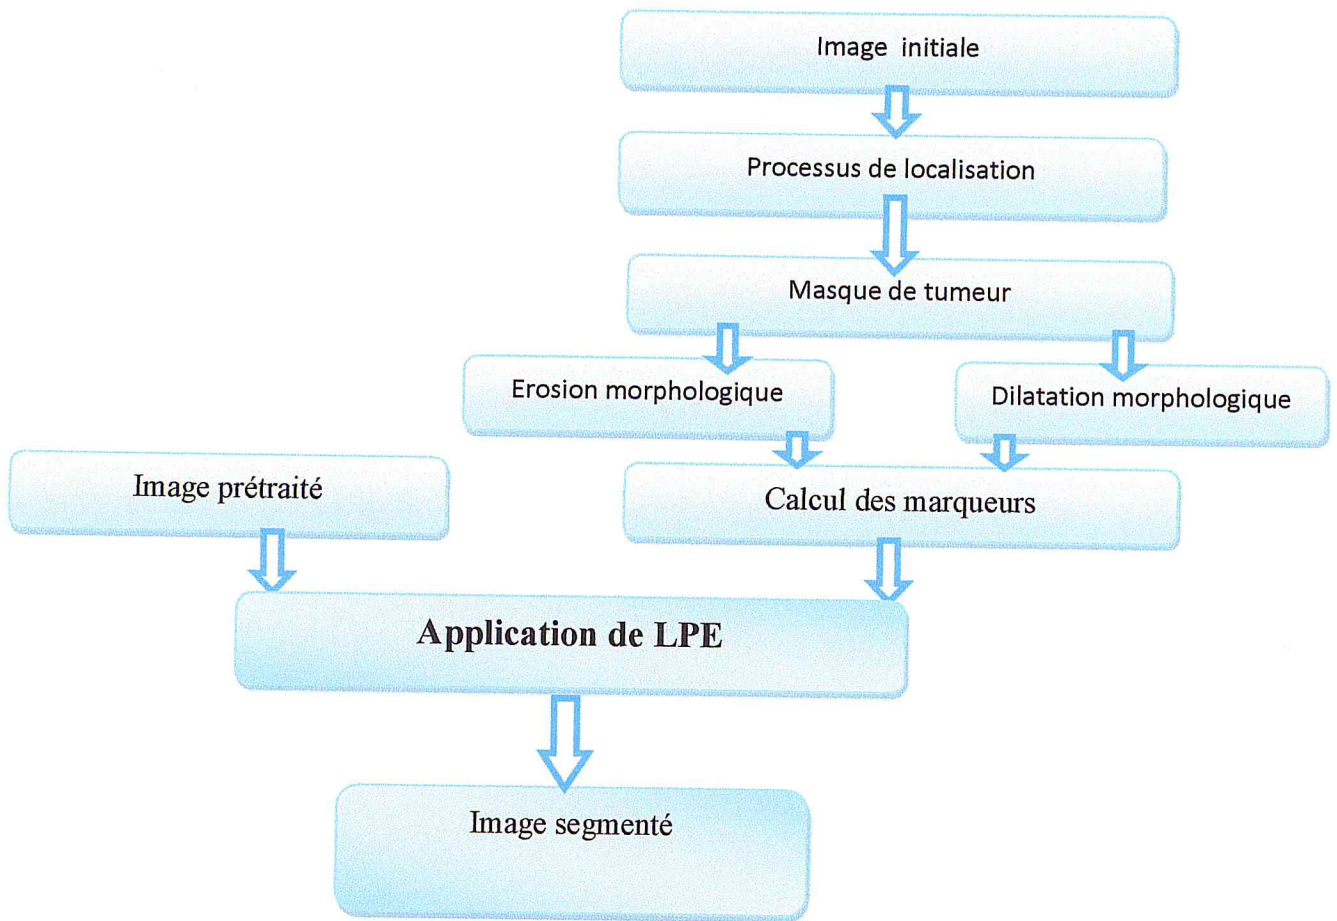 Image initiale
Processus de localisation
Masque de tumeur
Erosion morphologique
Dilatation morphologique
Image prétraité
Calcul des marqueurs
Application de LPE
Image segmenté